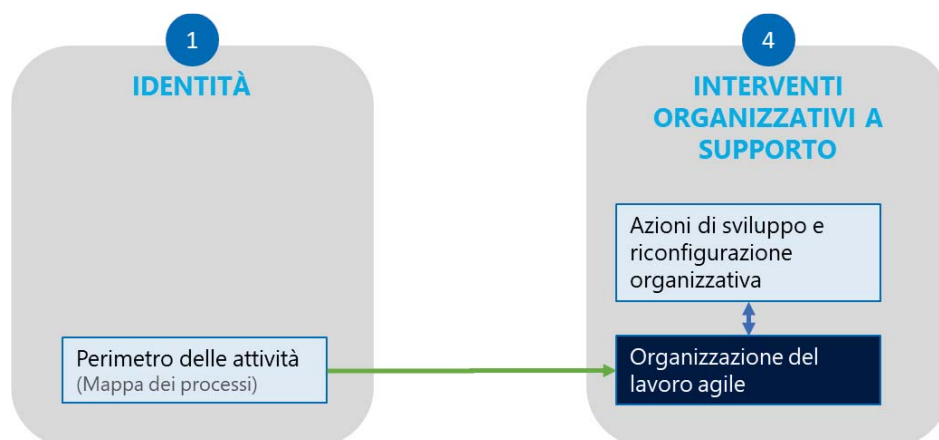 1
IDENTITÀ
Perimetro delle attività
(Mappa dei processi)
4
INTERVENTI
ORGANIZZATIVI A
SUPPORTO
Azioni di sviluppo e
riconfigurazione
organizzativa
Organizzazione del
lavoro agile